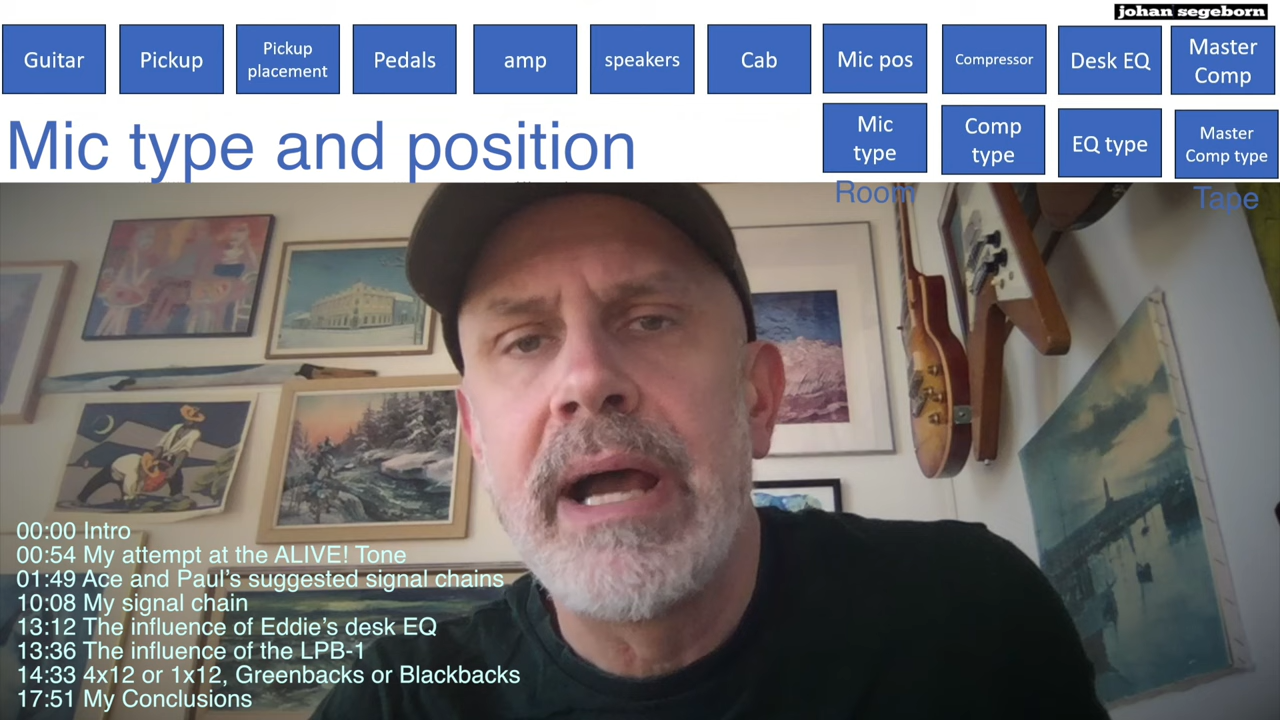 johan segeborn
Guitar
Pickup
Pickup
placement
Pedals
amp
speakers
Cab
Mic pos
Compressor
Desk EQ
Master
Comp
Mic type and position
Mic
type
Comp
type
EQ type
Master
Comp type
Room
Tape
00:00 Intro
00:54 My attempt at the ALIVE! Tone
01:49 Ace and Paul's suggested signal chains
10:08 My signal chain
13:12 The influence of Eddie's desk EQ
13:36 The influence of the LPB-1
14:33 4x12 or 1x12, Greenbacks or Blackbacks
17:51 My Conclusions